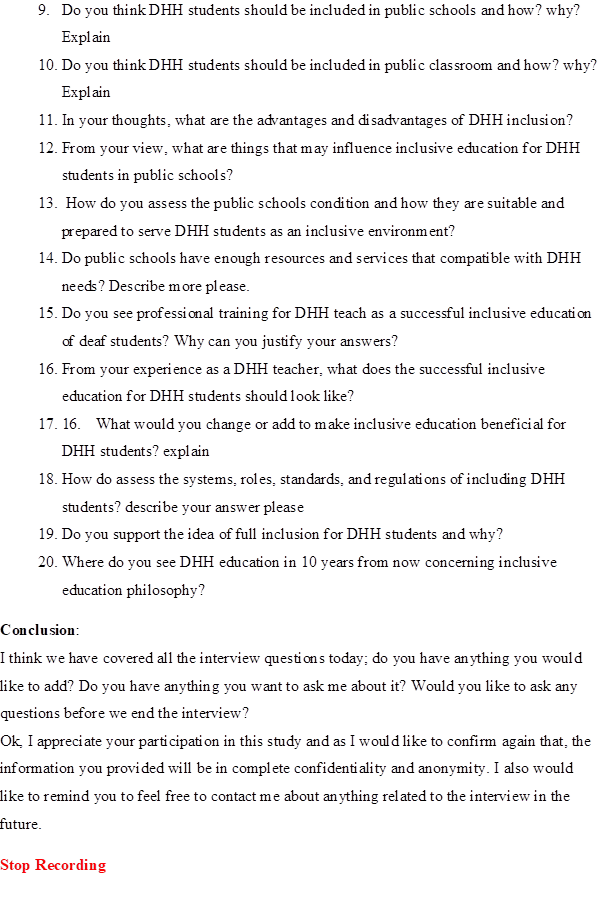 9. Do you think DHH students should be included in public schools and how? why?
Explain
10. Do you think DHH students should be included in public classroom and how? why?
Explain
11. In your thoughts, what are the advantages and disadvantages of DHH inclusion?
12. From your view, what are things that may influence inclusive education for DHH
students in public schools?
13. How do you assess the public schools condition and how they are suitable and
prepared to serve DHH students as an inclusive environment?
14. Do public schools have enough resources and services that compatible with DHH
needs? Describe more please.
15. Do you see professional training for DHH teach as a successful inclusive education
of deaf students? Why can you justify your answers?
16. From your experience as a DHH teacher, what does the successful inclusive
education for DHH students should look like?
17. 16. What would you change or add to make inclusive education beneficial for
DHH students? explain
18. How do assess the systems, roles, standards, and regulations of including DHH
students? describe your answer please
19. Do you support the idea of full inclusion for DHH students and why?
20. Where do you see DHH education in 10 years from now concerning inclusive
education philosophy?
Conclusion:
I think we have covered all the interview questions today; do you have anything you would
like to add? Do you have anything you want to ask me about it? Would you like to ask any
questions before we end the interview?
Ok, I appreciate your participation in this study and as I would like to confirm again that, the
information you provided will be in complete confidentiality and anonymity. I also would
like to remind you to feel free to contact me about anything related to the interview in the
future.
Stop Recording